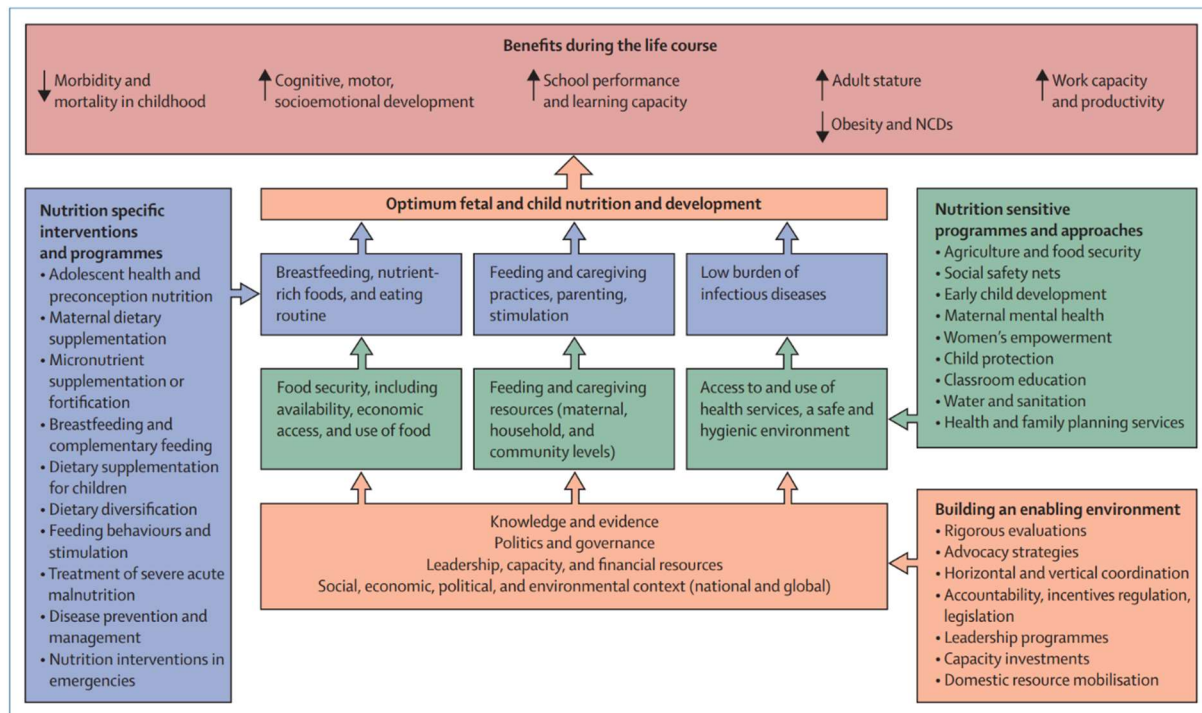 Benefits during the life course
Morbidity and
mortality in childhood
Cognitive, motor,
socioemotional development
School performance
and learning capacity
Adult stature
Obesity and NCDs
Work capacity
and productivity
Optimum fetal and child nutrition and development
Nutrition specific
interventions
and programmes
• Adolescent health and
preconception nutrition
• Maternal dietary
supplementation
• Micronutrient
supplementation or
fortification
• Breastfeeding and
complementary feeding
• Dietary supplementation
for children
• Dietary diversification
• Feeding behaviours and
stimulation
• Treatment of severe acute
malnutrition
• Disease prevention and
management
• Nutrition interventions in
emergencies
Breastfeeding, nutrient-
rich foods, and eating
routine
Feeding and caregiving
practices, parenting,
stimulation
Low burden of
infectious diseases
Food security, including
availability, economic
access, and use of food
Feeding and caregiving
resources (maternal,
household, and
community levels)
Access to and use of
health services, a safe and
hygienic environment
Knowledge and evidence
Politics and governance
Leadership, capacity, and financial resources
Social, economic, political, and environmental context (national and global)
Nutrition sensitive
programmes and approaches
• Agriculture and food security
• Social safety nets
• Early child development
• Maternal mental health
• Women's empowerment
• Child protection
• Classroom education
• Water and sanitation
• Health and family planning services
Building an enabling environment
• Rigorous evaluations
• Advocacy strategies
• Horizontal and vertical coordination
• Accountability, incentives regulation,
legislation
• Leadership programmes
• Capacity investments
• Domestic resource mobilisation